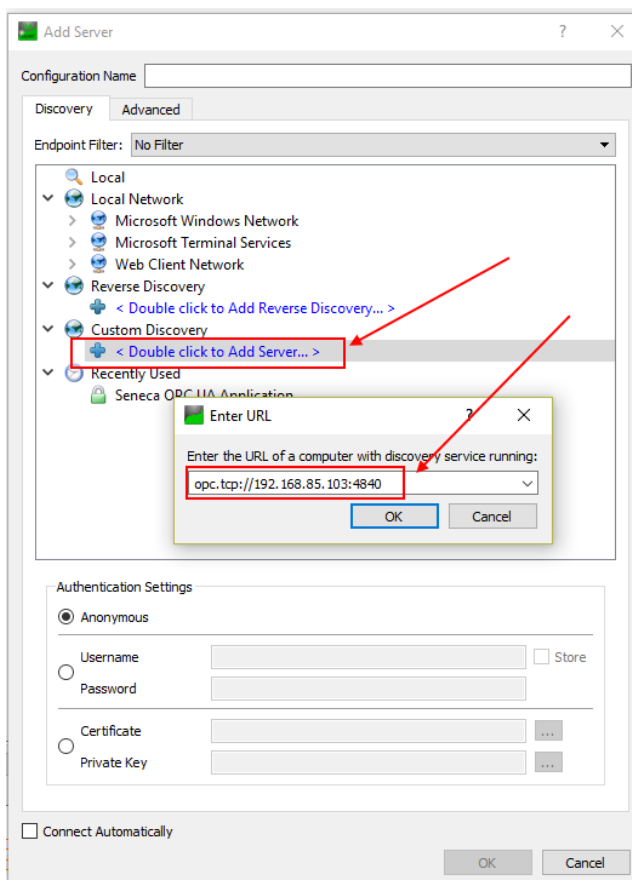 Add Server
?
Configuration Name
Discovery Advanced
Endpoint Filter: No Filter
Local
Local Network
Microsoft Windows Network
Microsoft Terminal Services
Web Client Network
Reverse Discovery
< Double click to Add Reverse Discovery... >
Custom Discovery
< Double click to Add Server... >
Recently Used
Seneca OPC UA Application
Enter URL
?
Enter the URL of a computer with discovery service running:
opc.tcp://192.168.85.103:4840
OK Cancel
Authentication Settings
Anonymous
Username Store
Password
Certificate ...
Private Key ...
Connect Automatically
OK Cancel